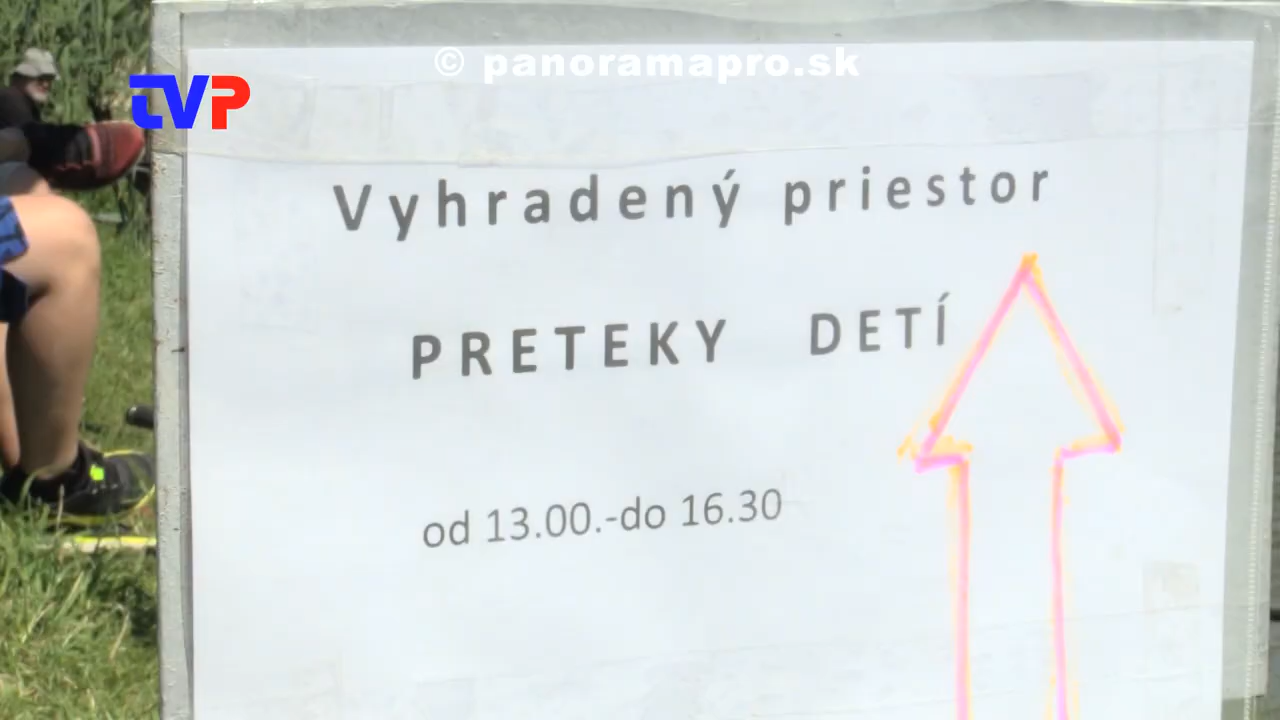 © panoramapro.sk
TVP
Vyhradený priestor
PRETEKY DETÍ
od 13.00.-do 16.30